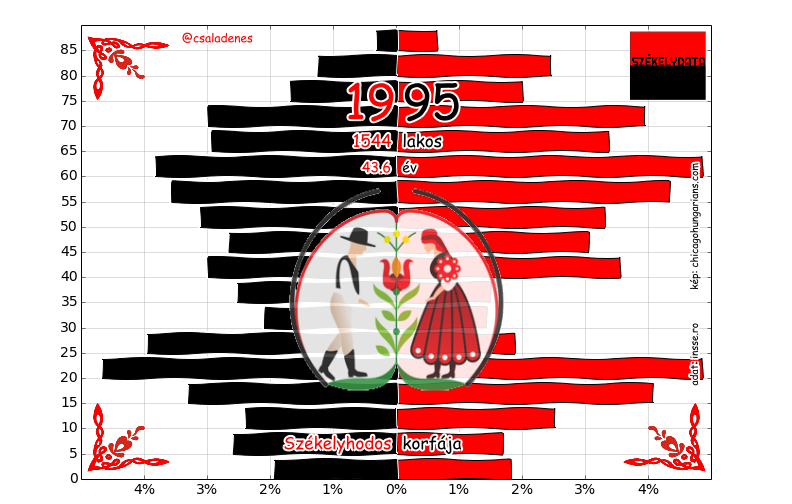 @csaladenes
SZÉKELYDATA
1995
1544 lakos
43.6 év
kép: chicagohungarians.com
adat: insse.ro
Székelyhodos korfája
85
80
75
70
65
60
55
50
45
40
35
30
25
20
15
10
5
0
4% 3% 2% 1% 0% 1% 2% 3% 4%